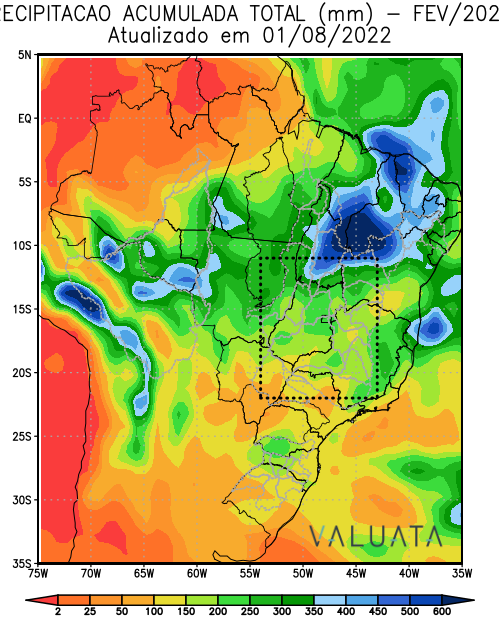 RECIPITACAO ACUMULADA TOTAL (mm) – FEV/202
Atualizado em 01/08/2022
5N
EQ
5S
10S
15S
20S
25S
30S
35S
VALUATA
75W 70W 65W 60W 55W 50W 45W 40W 35W
2 25 50 100 150 200 250 300 350 400 450 500 600